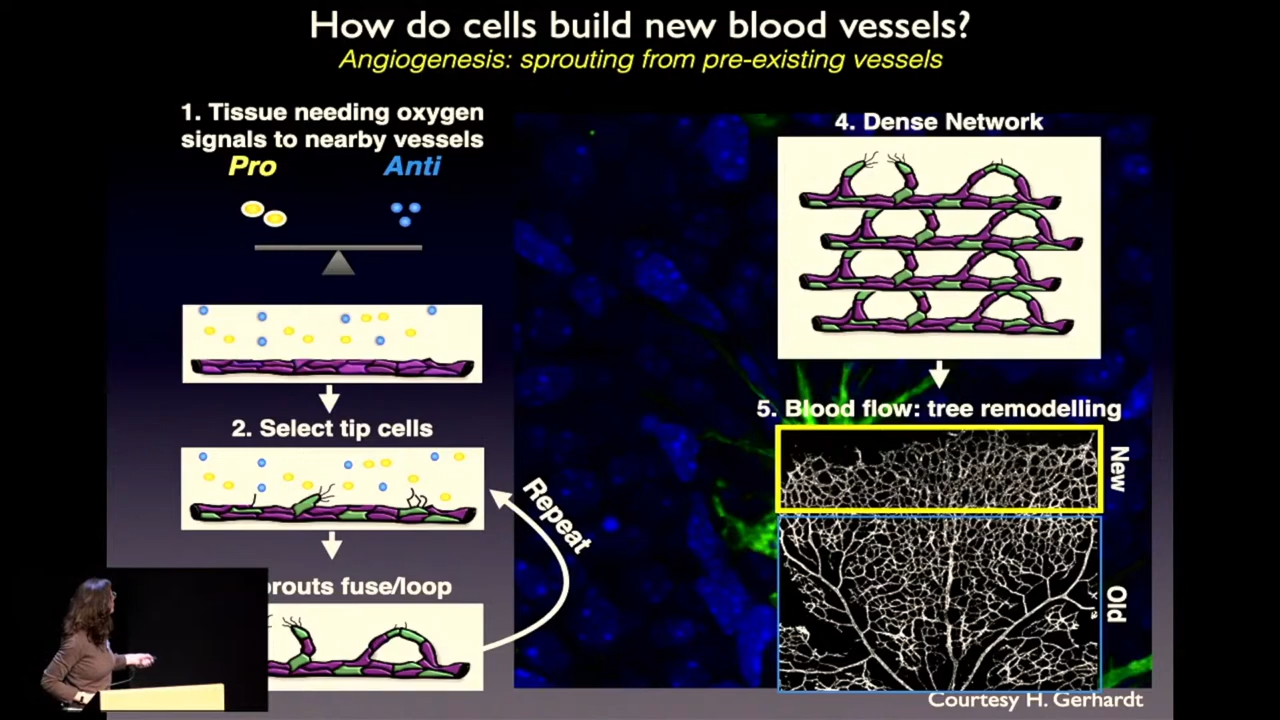 How do cells build new blood vessels?
Angiogenesis: sprouting from pre-existing vessels
1. Tissue needing oxygen
signals to nearby vessels
Pro
Anti
2. Select tip cells
Repeat
fuse/loop
4. Dense Network
5. Blood flow: tree remodelling
New
Old
Courtesy H. Gerhardt